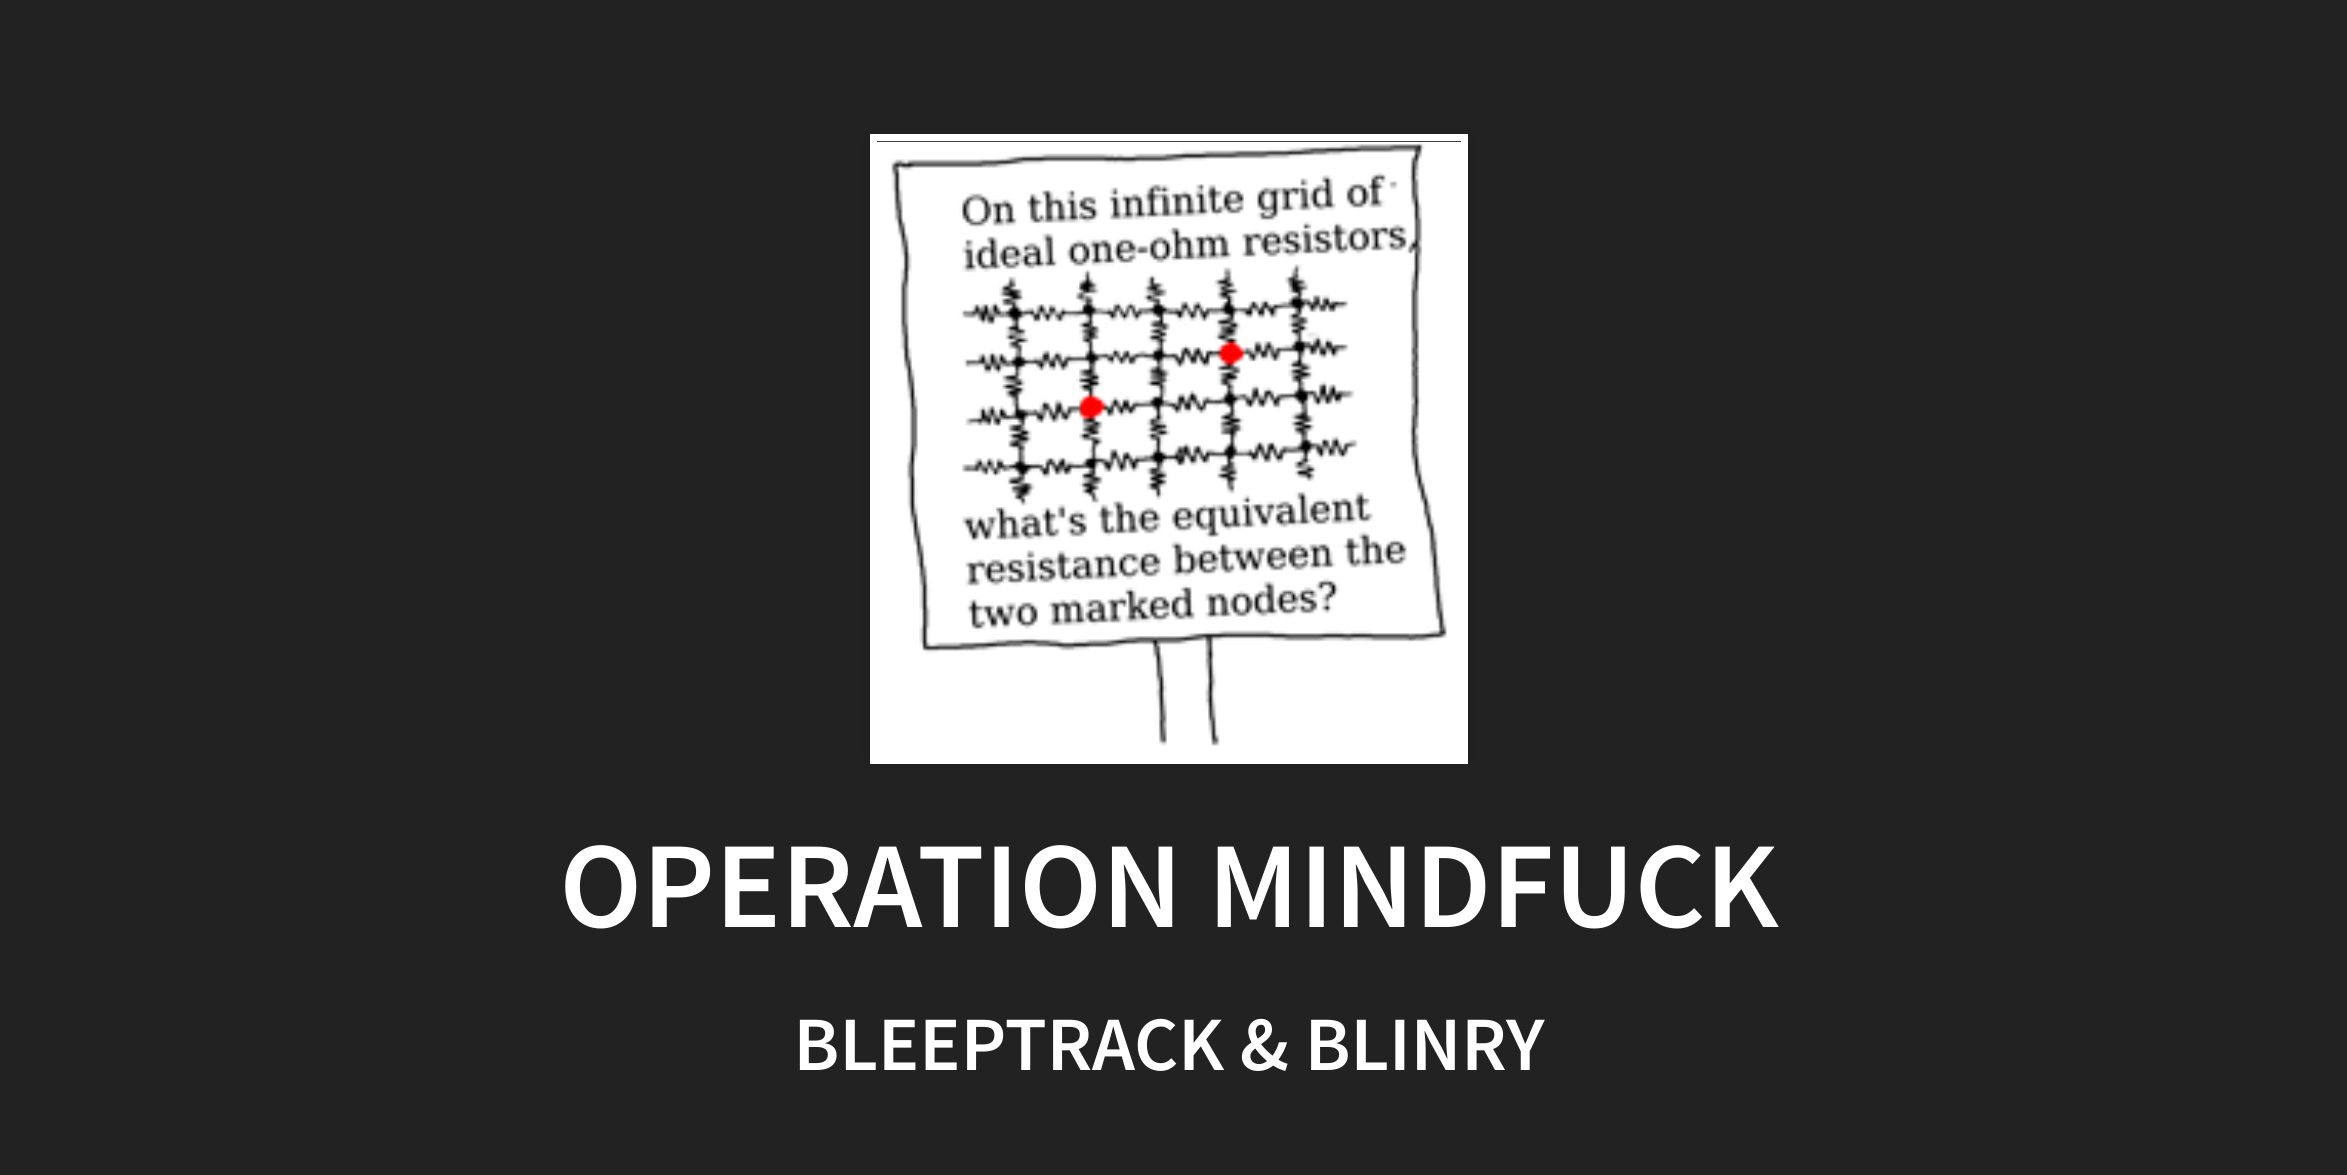 On this infinite grid of
ideal one-ohm resistors,
what's the equivalent
resistance between the
two marked nodes?
OPERATION MINDFUCK
BLEEPTRACK & BLINRY